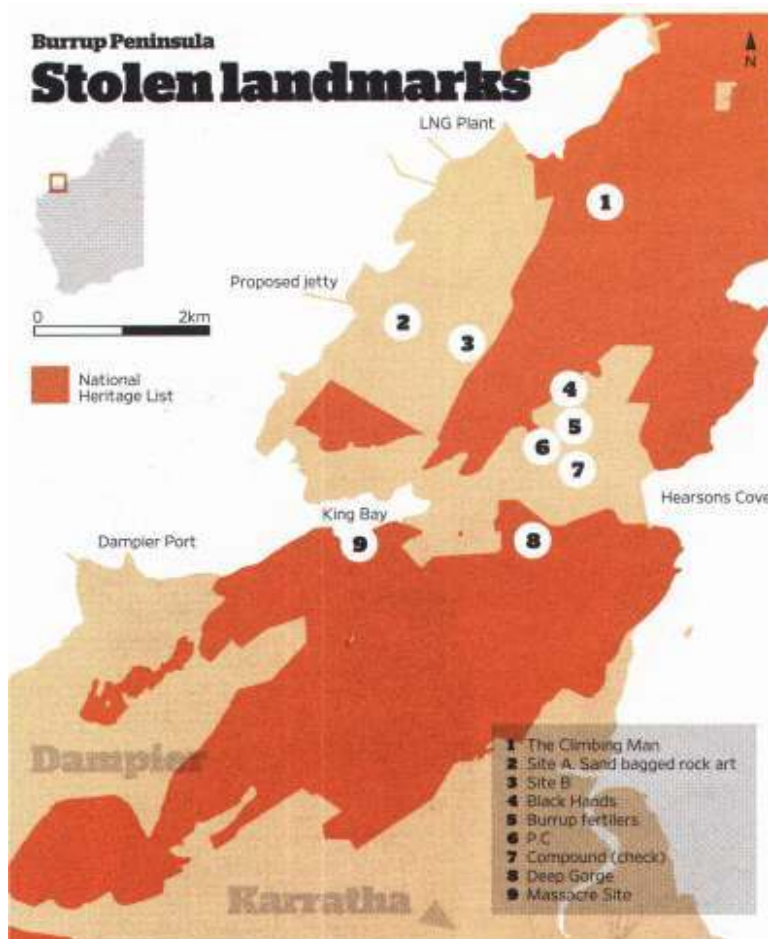 Burrup Peninsula
Stolen landmarks
N
LNG Plant
1
Proposed jetty
0 2km
2
3
National
Heritage List
4
5
6
7
Hearsons Cove
King Bay
Dampier Port
9
8
Dampier
1 The Climbing Man
2 Site A. Sand bagged rock art
3 Site B
4 Black Hands
5 Burrup fertilers
6 P.C
7 Compound (check)
8 Deep Gorge
9 Massacre Site
Karratha